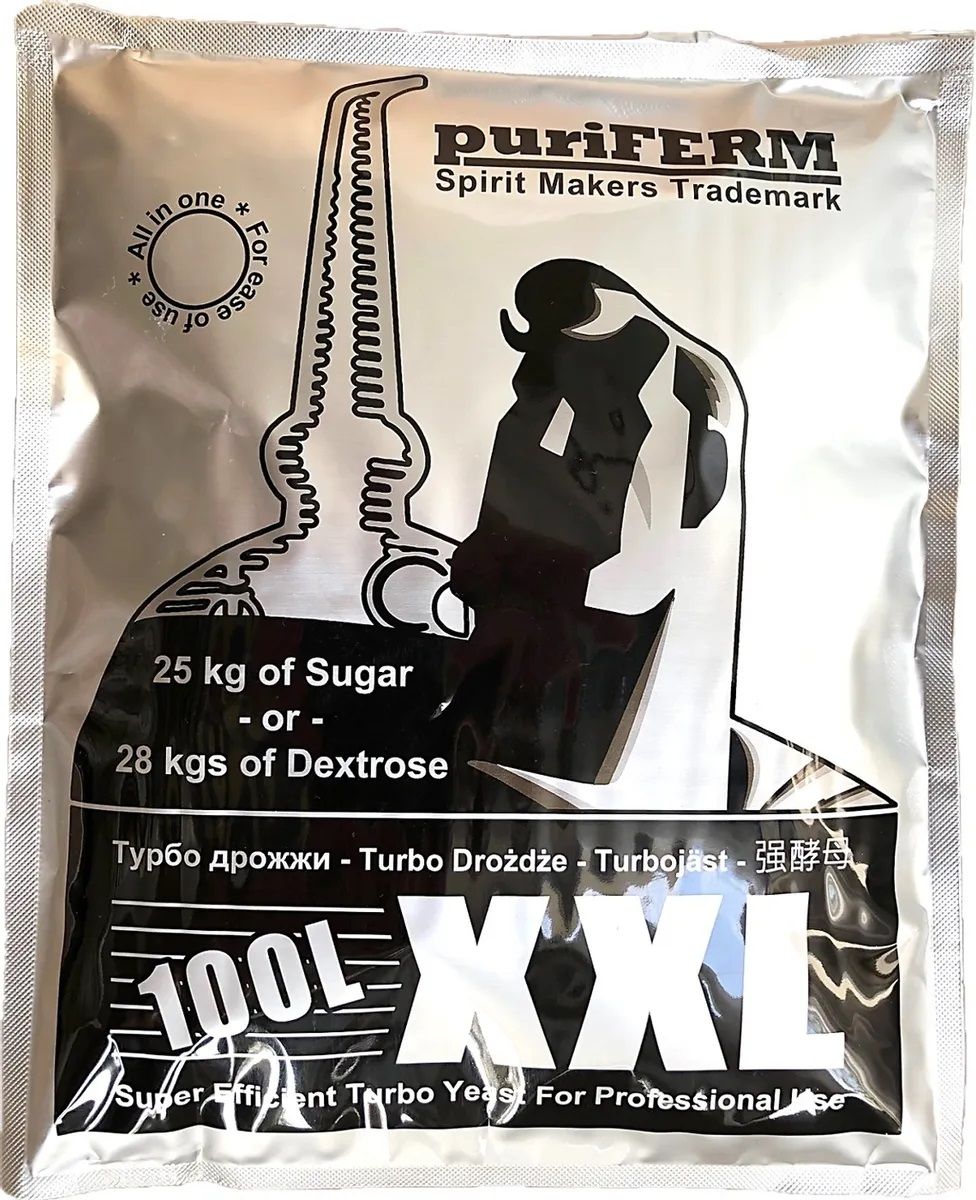 puriFERM
Spirit Makers Trademark
All in one * For ease of use *
25 kg of Sugar
- or -
28 kgs of Dextrose
Турбо дрожжи - Turbo Drożdże - Turbojäst - 强酵母
100L XXL
Super Efficient Turbo Yeast For Professional Use